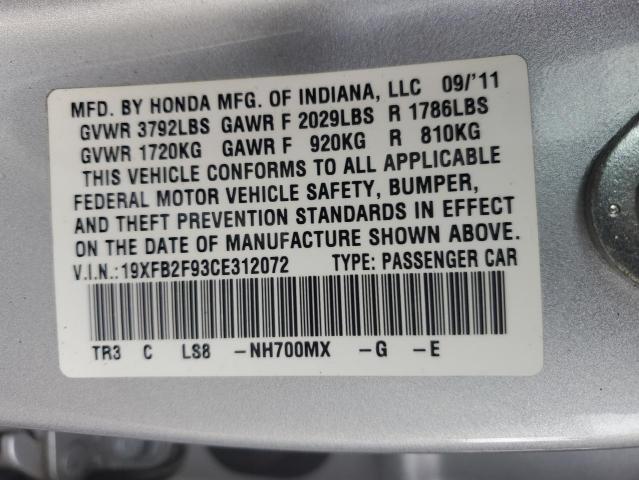 MFD. BY HONDA MFG. OF INDIANA, LLC 09/'11
GVWR 3792LBS GAWR F 2029LBS R 1786LBS
GVWR 1720KG GAWR F 920KG R 810KG
THIS VEHICLE CONFORMS TO ALL APPLICABLE
FEDERAL MOTOR VEHICLE SAFETY, BUMPER,
AND THEFT PREVENTION STANDARDS IN EFFECT
ON THE DATE OF MANUFACTURE SHOWN ABOVE.
V.I.N.:19XFB2F93CE312072 TYPE: PASSENGER CAR
TR3 C LS8 -NH700MX -G -E